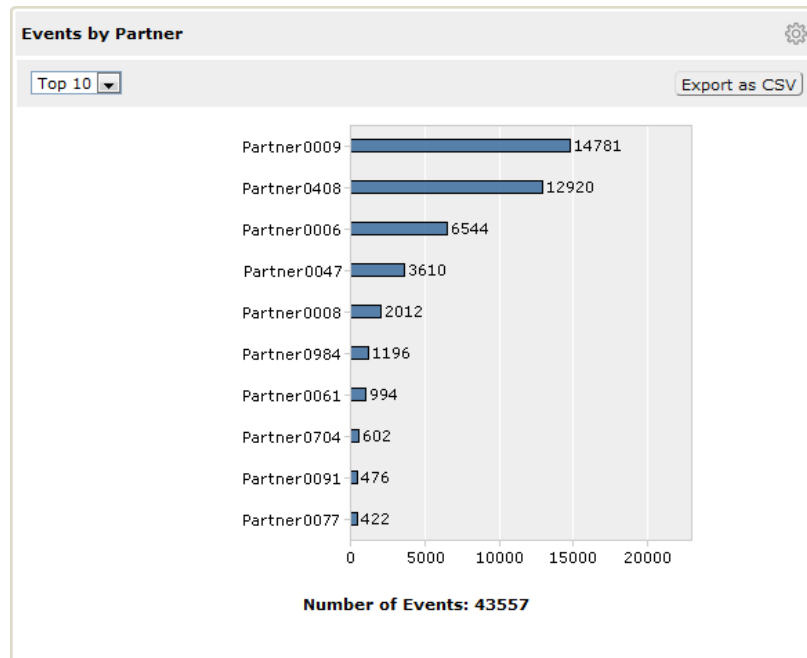 Events by Partner
Top 10
Export as CSV
Partner0009 14781
Partner0408 12920
Partner0006 6544
Partner0047 3610
Partner0008 2012
Partner0984 1196
Partner0061 994
Partner0704 602
Partner0091 476
Partner0077 422
0 5000 10000 15000 20000
Number of Events: 43557